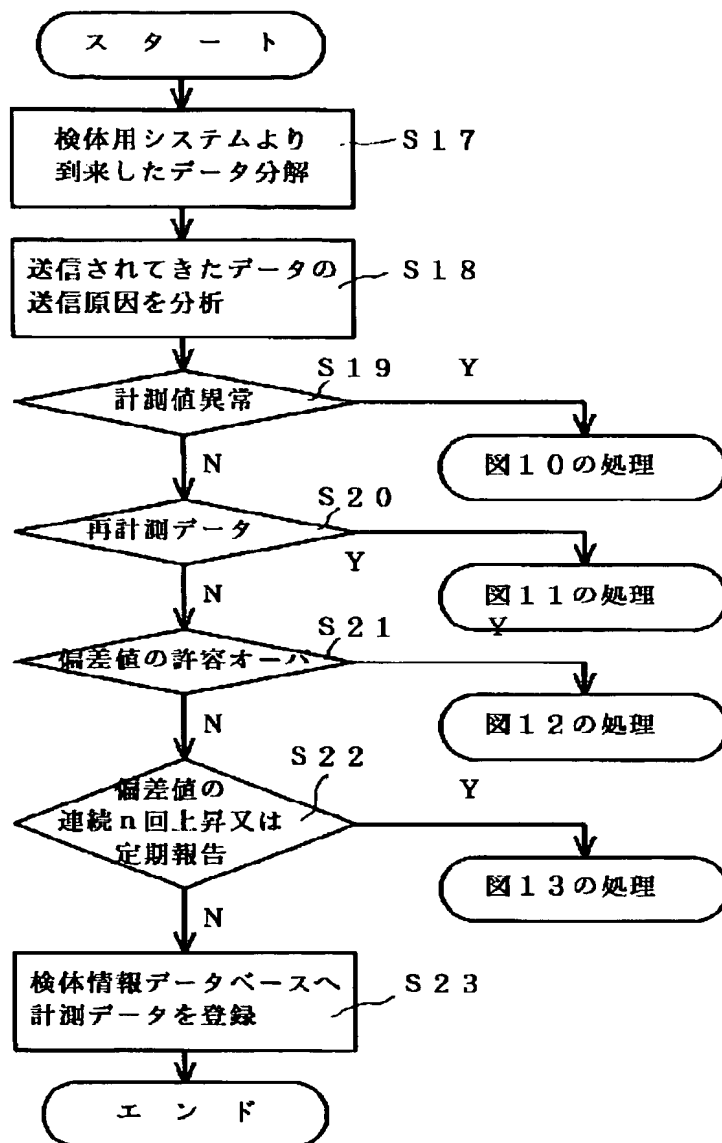 スタート
検体用システムより
到来したデータ分解
S17
送信されてきたデータの
送信原因を分析
S18
S19
Y
計測値異常
N
図10の処理
S20
再計測データ
Y
N
図11の処理
S21
Y
偏差値の許容オーバ
N
図12の処理
S22
偏差値の
連続n回上昇又は
定期報告
Y
N
図13の処理
検体情報データベースへ
計測データを登録
S23
エンド